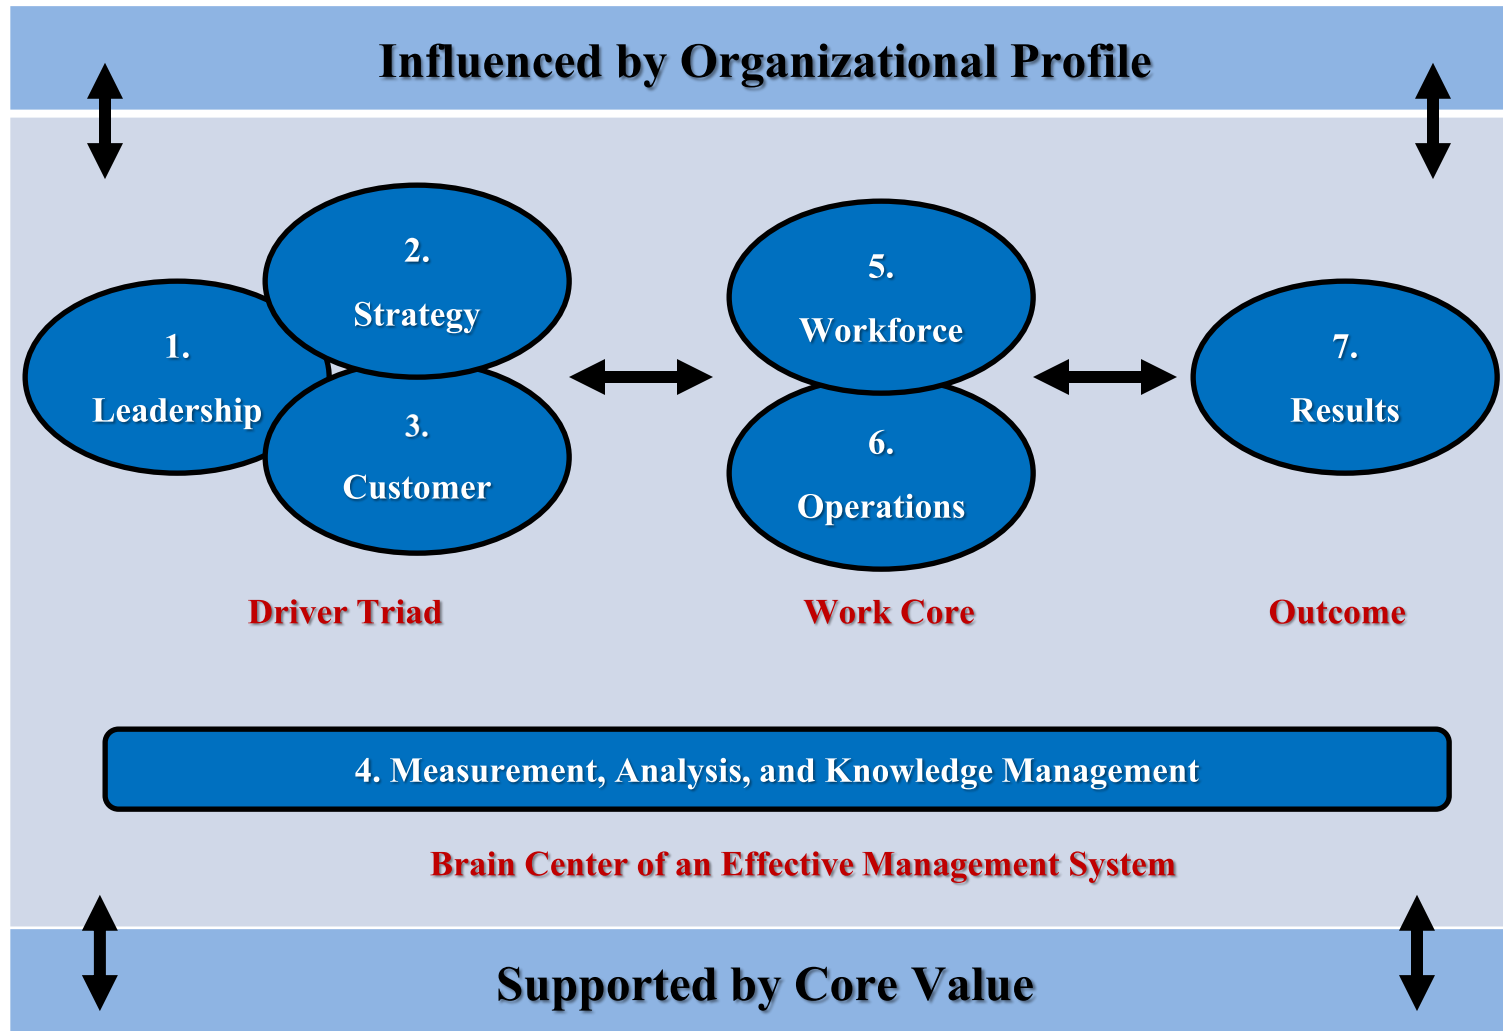 Influenced by Organizational Profile
1.
Leadership
2.
Strategy
3.
Customer
5.
Workforce
6.
Operations
7.
Results
Driver Triad
Work Core
Outcome
4. Measurement, Analysis, and Knowledge Management
Brain Center of an Effective Management System
Supported by Core Value